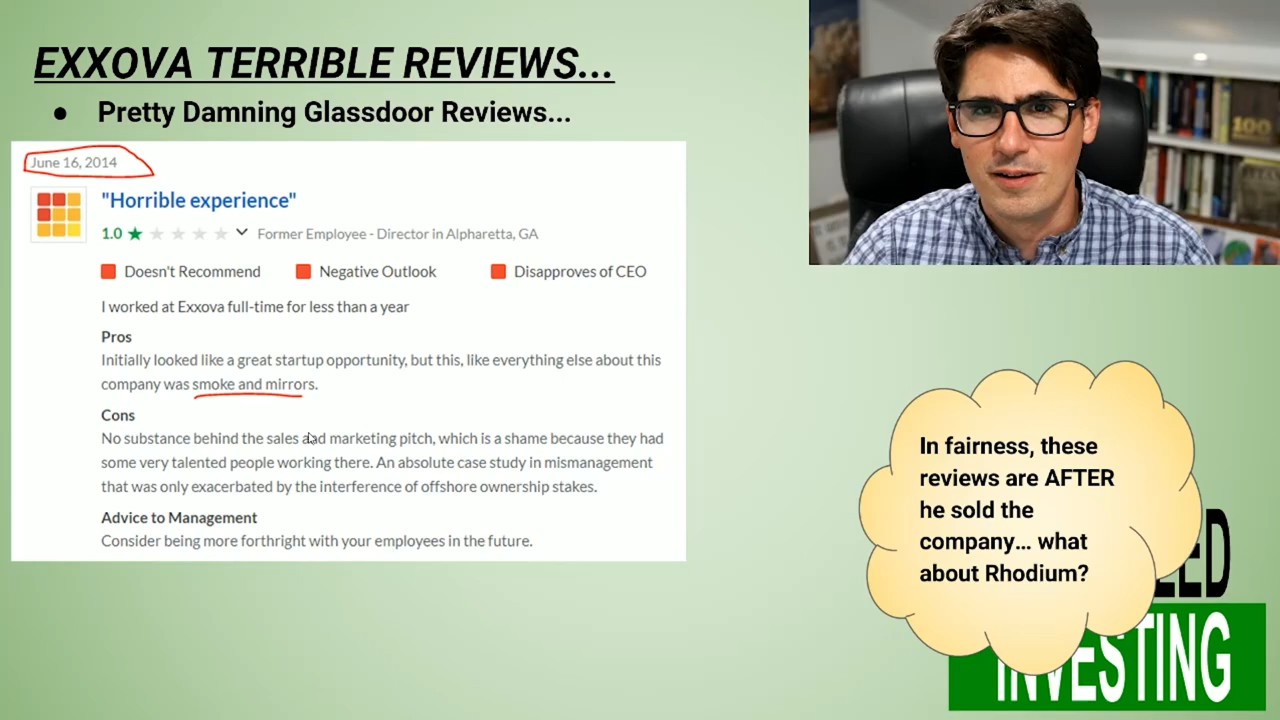 EXXOVA TERRIBLE REVIEWS...
● Pretty Damning Glassdoor Reviews...
June 16, 2014
"Horrible experience"
1.0 Former Employee - Director in Alpharetta, GA
Doesn't Recommend Negative Outlook Disapproves of CEO
I worked at Exxova full-time for less than a year
Pros
Initially looked like a great startup opportunity, but this, like everything else about this
company was smoke and mirrors.
Cons
No substance behind the sales and marketing pitch, which is a shame because they had
some very talented people working there. An absolute case study in mismanagement
that was only exacerbated by the interference of offshore ownership stakes.
Advice to Management
Consider being more forthright with your employees in the future.
In fairness, these
reviews are AFTER
he sold the
company... what
about Rhodium?
INVESTING